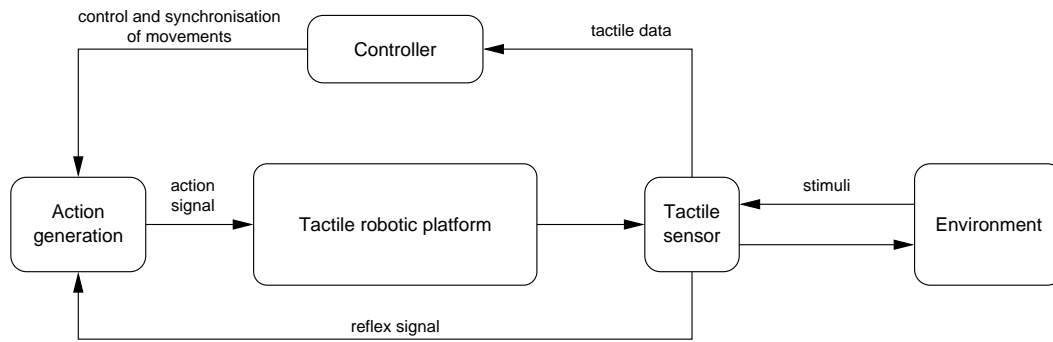 control and synchronisation
of movements
Controller
tactile data
Action
generation
action
signal
Tactile robotic platform
Tactile
sensor
stimuli
Environment
reflex signal